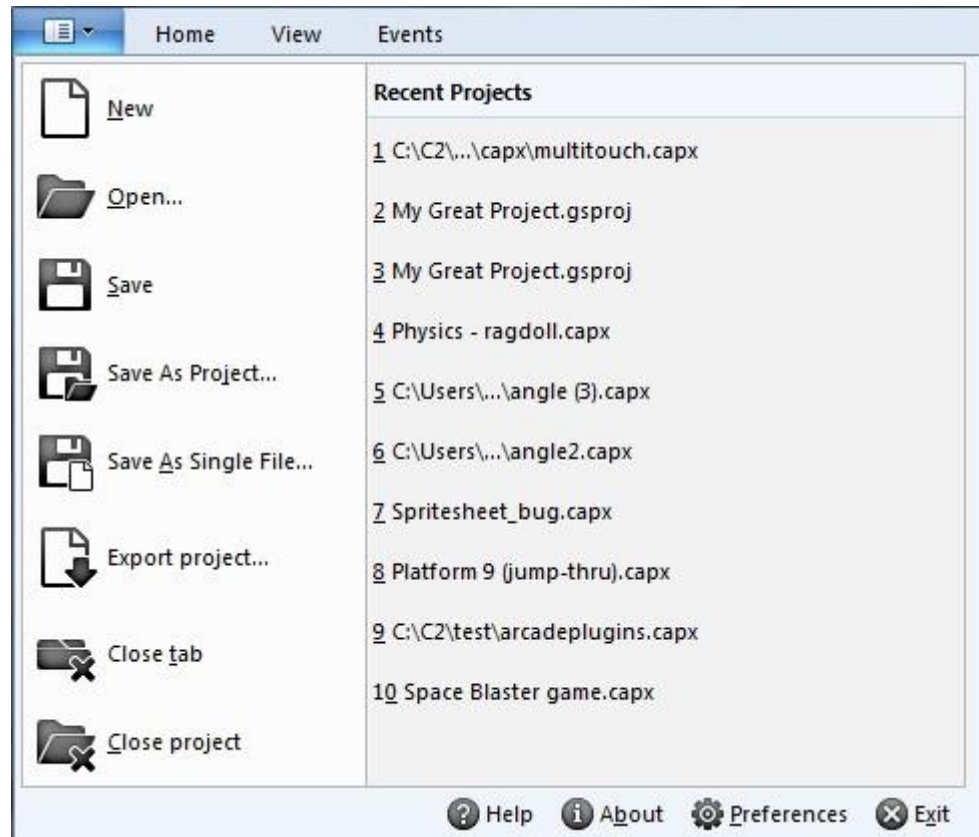 Home View Events
New
Open...
Save
Save As Project...
Save As Single File...
Export project...
Close tab
Close project
Recent Projects
1 C:\C2\...\capx\multitouch.capx
2 My Great Project.gsproj
3 My Great Project.gsproj
4 Physics - ragdoll.capx
5 C:\Users\...\angle (3).capx
6 C:\Users\...\angle2.capx
7 Spritesheet_bug.capx
8 Platform 9 (jump-thru).capx
9 C:\C2\test\arcadeplugins.capx
10 Space Blaster game.capx
Help About Preferences Exit